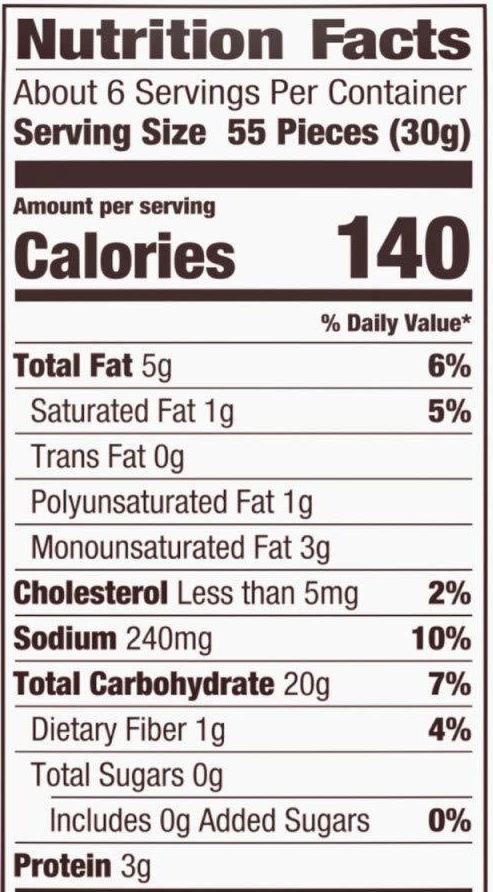 Nutrition Facts
About 6 Servings Per Container
Serving Size 55 Pieces (30g)
Amount per serving
Calories 140
% Daily Value*
Total Fat 5g 6%
Saturated Fat 1g 5%
Trans Fat 0g
Polyunsaturated Fat 1g
Monounsaturated Fat 3g
Cholesterol Less than 5mg 2%
Sodium 240mg 10%
Total Carbohydrate 20g 7%
Dietary Fiber 1g 4%
Total Sugars 0g
Includes 0g Added Sugars 0%
Protein 3g